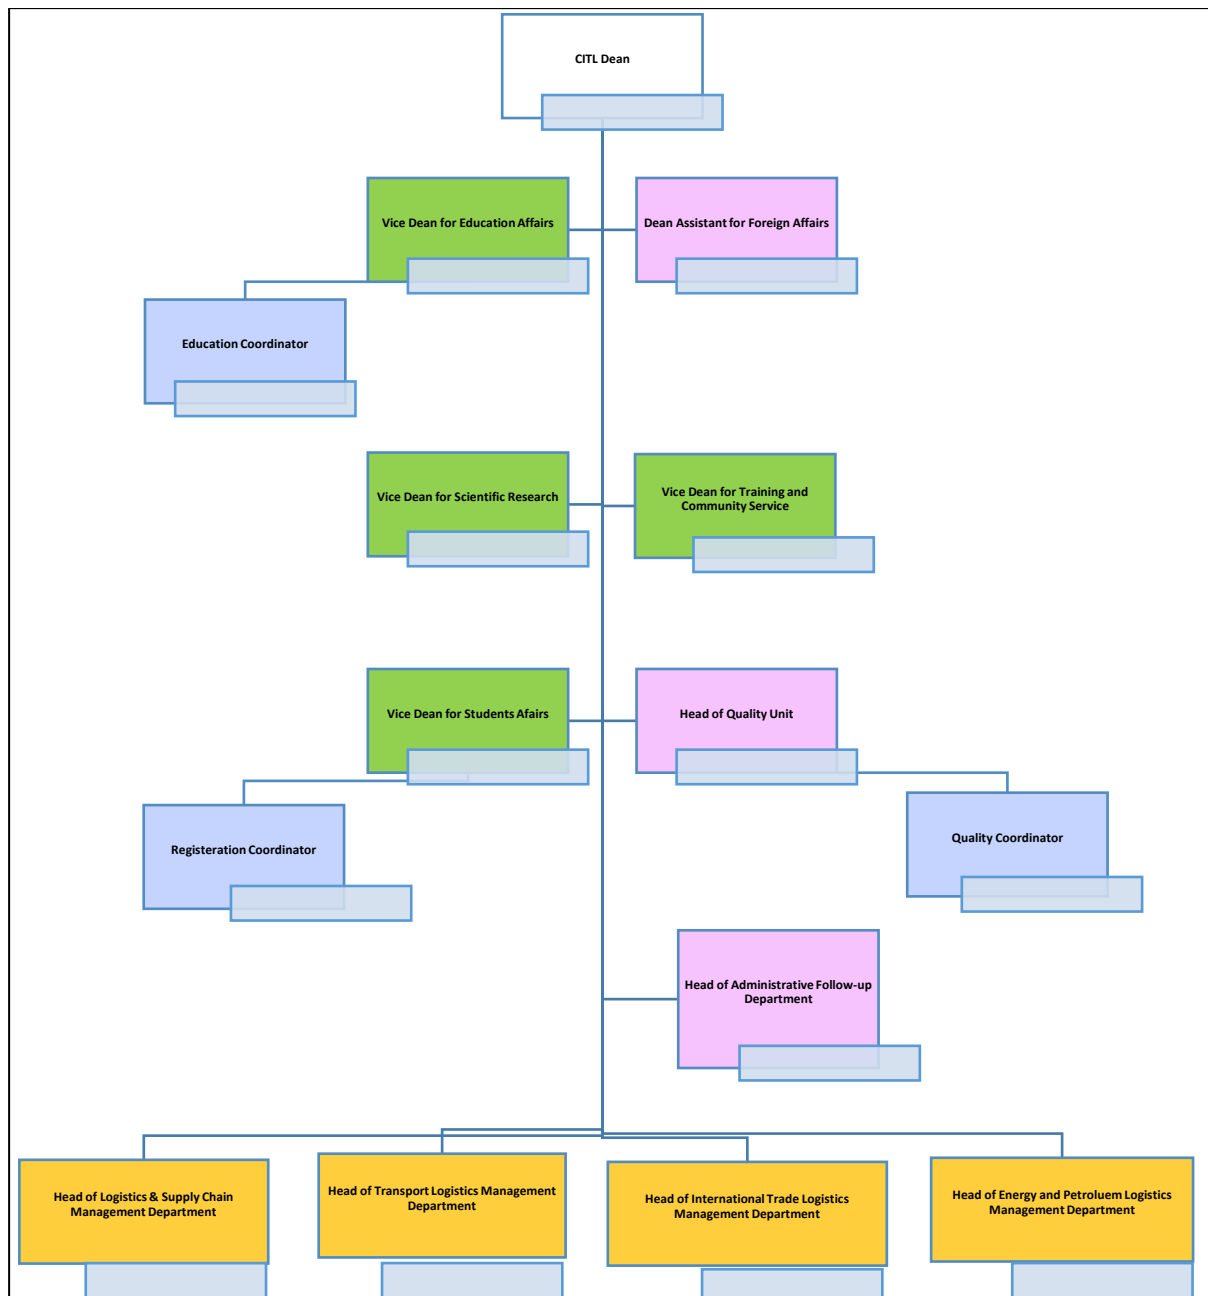 CITL Dean
Vice Dean for Education Affairs
Dean Assistant for Foreign Affairs
Education Coordinator
Vice Dean for Scientific Research
Vice Dean for Training and
Community Service
Vice Dean for Students Afairs
Head of Quality Unit
Registeration Coordinator
Quality Coordinator
Head of Administrative Follow-up
Department
Head of Logistics & Supply Chain
Management Department
Head of Transport Logistics Management
Department
Head of International Trade Logistics
Management Department
Head of Energy and Petroluem Logistics
Management Department